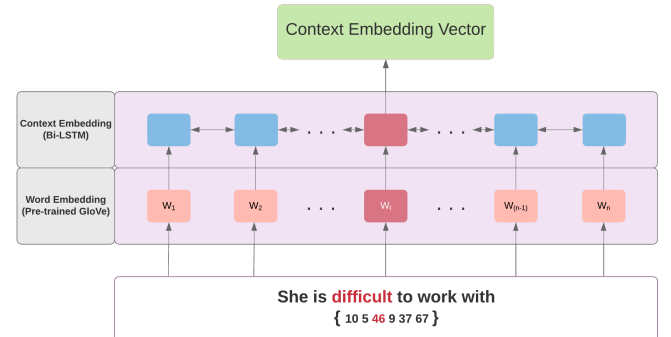 Context Embedding Vector
Context Embedding
(Bi-LSTM)
. . .
. . .
Word Embedding
(Pre-trained GloVe)
W1
W2
. . .
Wt
. . .
W(n-1)
Wn
She is difficult to work with
{ 10 5 46 9 37 67 }